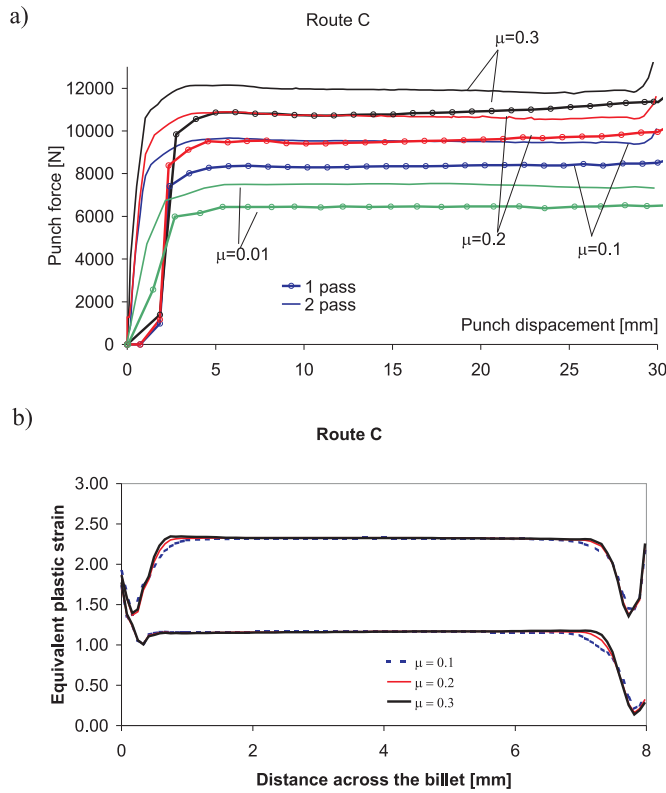 a)
Route C
μ=0.3
12000
10000
8000
6000
4000
2000
0
Punch force [N]
μ=0.01
μ=0.2
μ=0.1
1 pass
2 pass
Punch dispacement [mm]
0 5 10 15 20 25 30
b)
Route C
3.00
2.50
2.00
1.50
1.00
0.50
0.00
Equivalent plastic strain
μ = 0.1
μ = 0.2
μ = 0.3
0 2 4 6 8
Distance across the billet [mm]